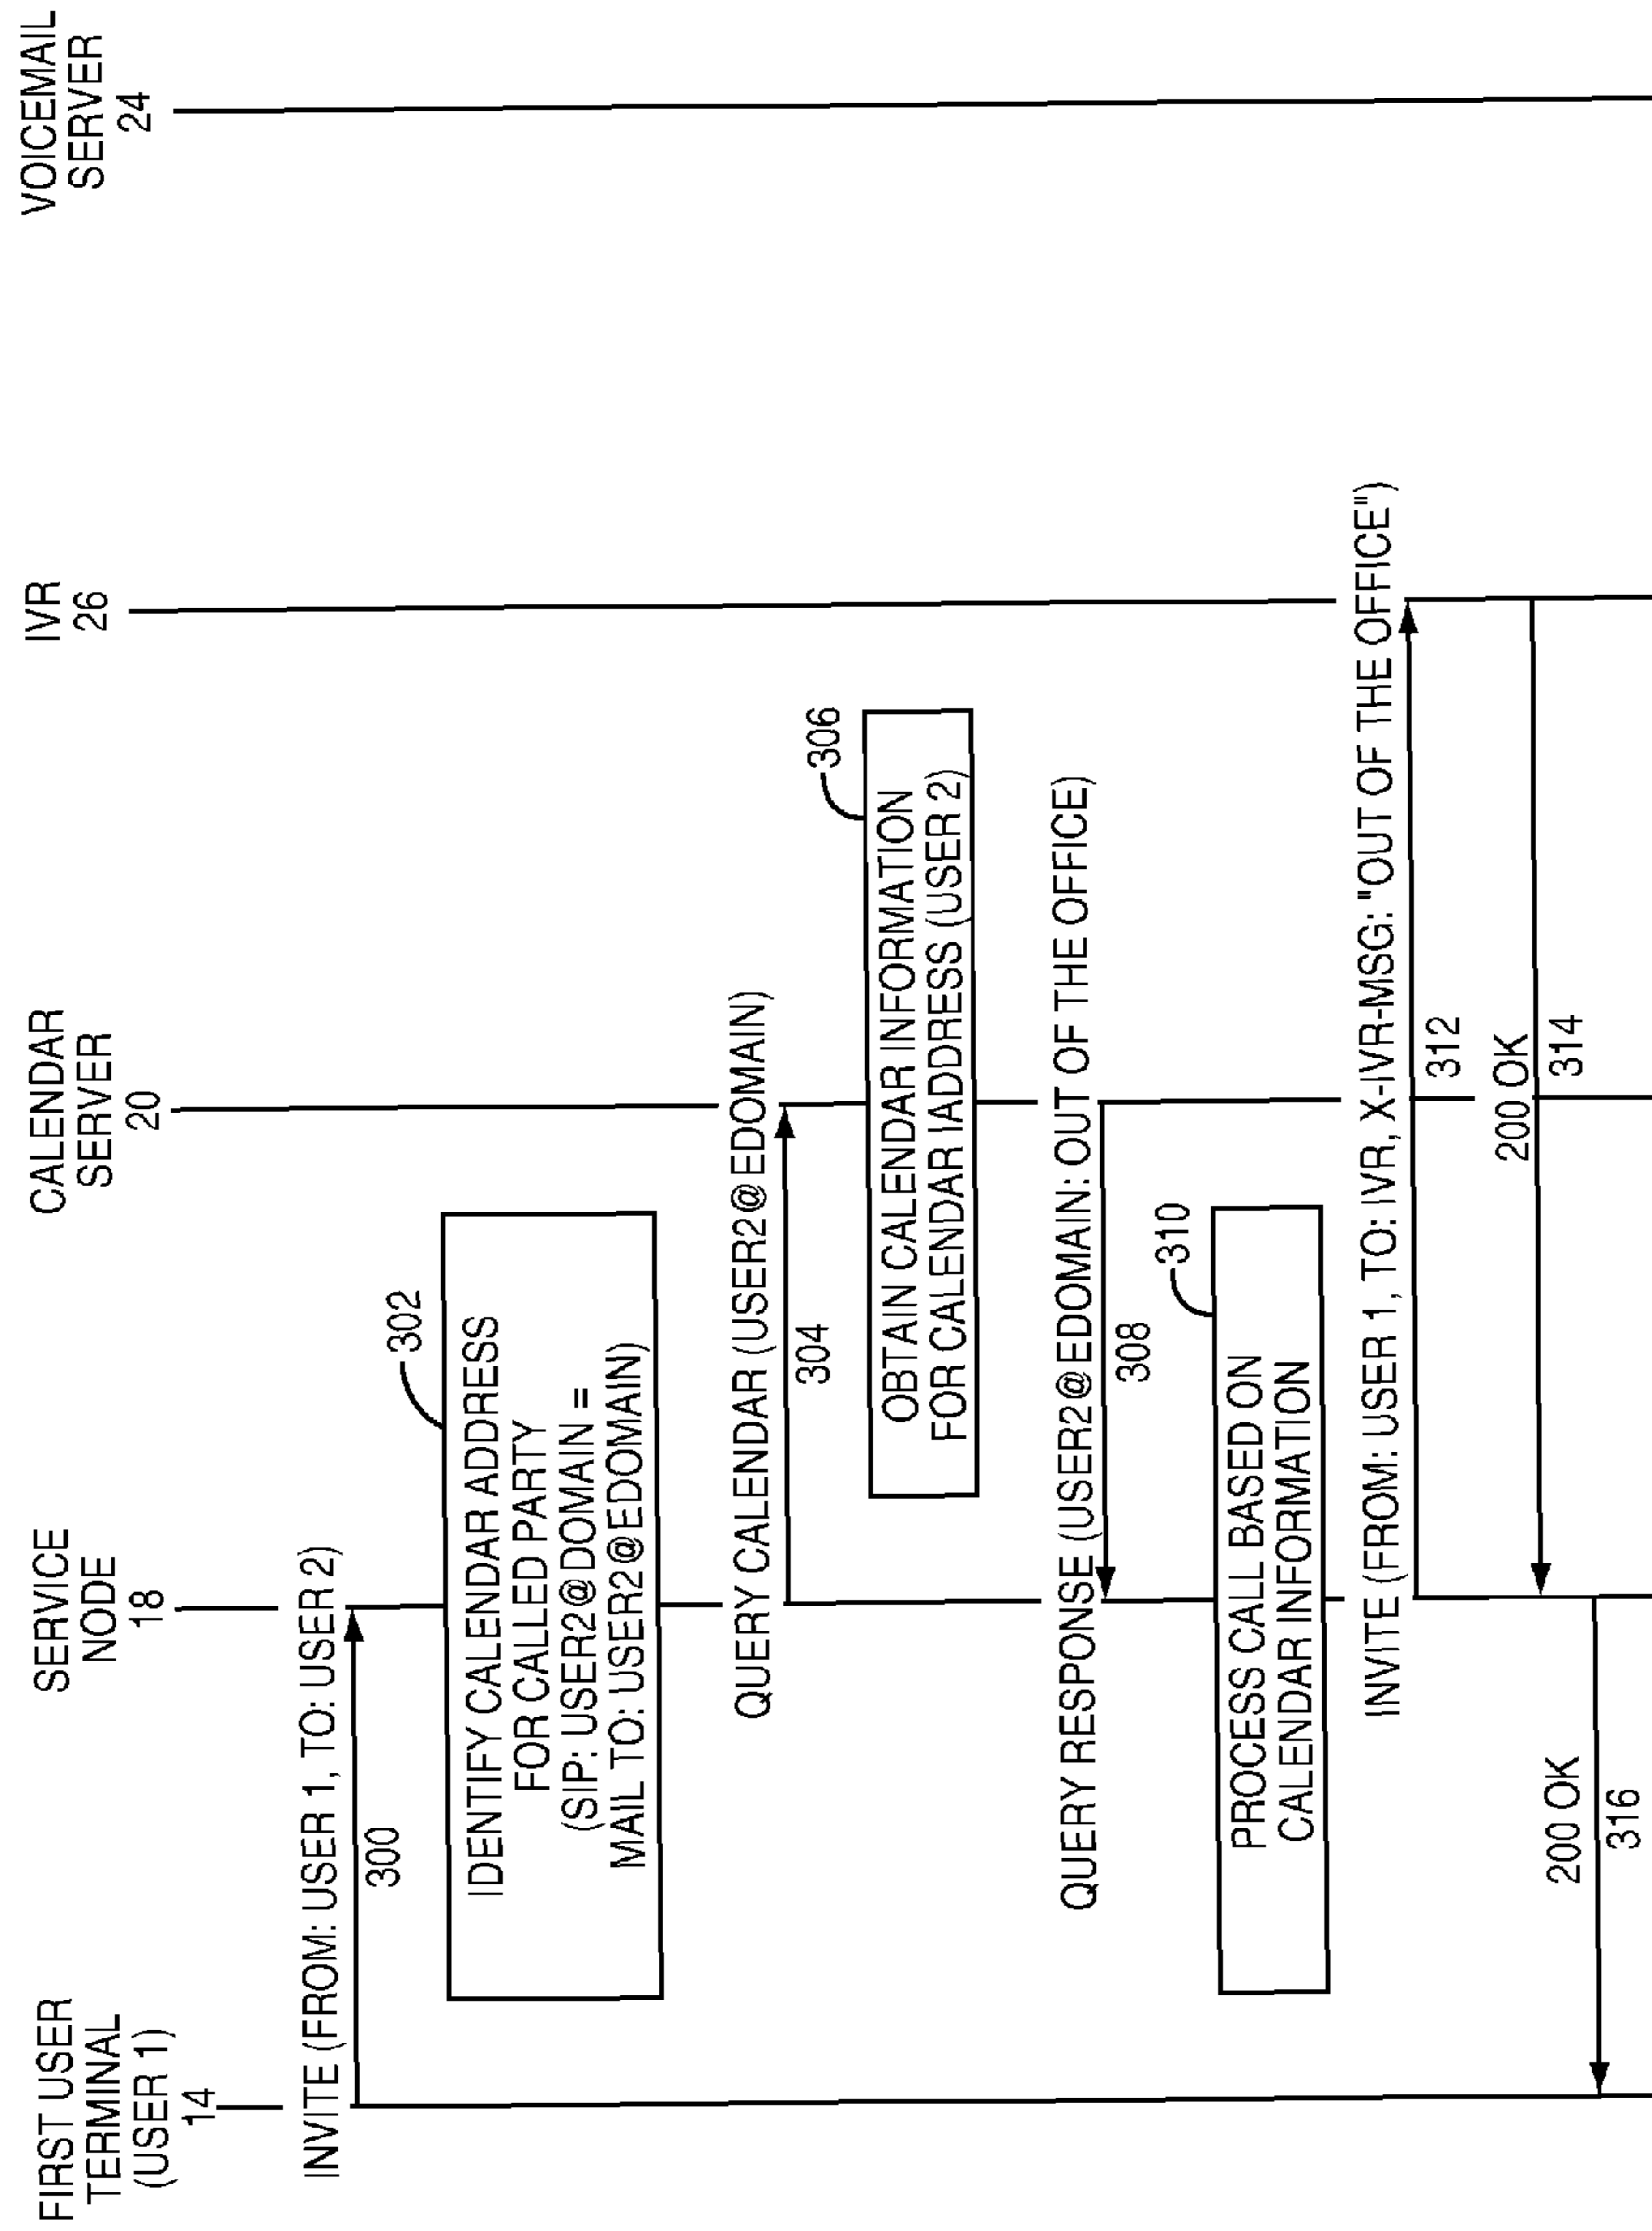 FIRST USER
TERMINAL
(USER 1)
14
SERVICE
NODE
18
CALENDAR
SERVER
20
IVR
26
VOICEMAIL
SERVER
24
INVITE (FROM: USER 1, TO: USER 2)
300
302
IDENTIFY CALENDAR ADDRESS
FOR CALLED PARTY
(SIP: USER2@DOMAIN =
MAIL TO: USER2@EDOMAIN)
QUERY CALENDAR (USER2@EDOMAIN)
304
306
OBTAIN CALENDAR INFORMATION
FOR CALENDAR IADDRESS (USER 2)
QUERY RESPONSE (USER2@EDOMAIN: OUT OF THE OFFICE)
308
310
PROCESS CALL BASED ON
CALENDAR INFORMATION
INVITE (FROM: USER 1, TO: IVR, X-IVR-MSG: "OUT OF THE OFFICE")
312
200 OK
314
200 OK
316